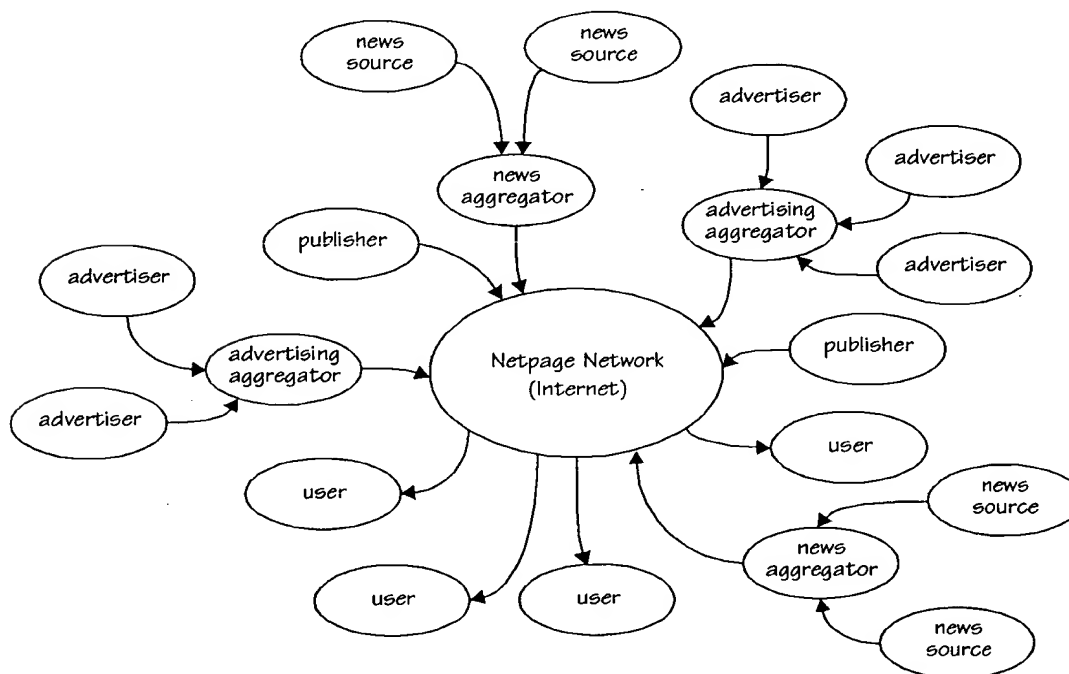 news
source
news
source
advertiser
advertiser
news
aggregator
advertising
aggregator
publisher
advertiser
advertiser
publisher
advertising
aggregator
Netpage Network
(Internet)
advertiser
user
user
news
source
news
aggregator
user
user
news
source